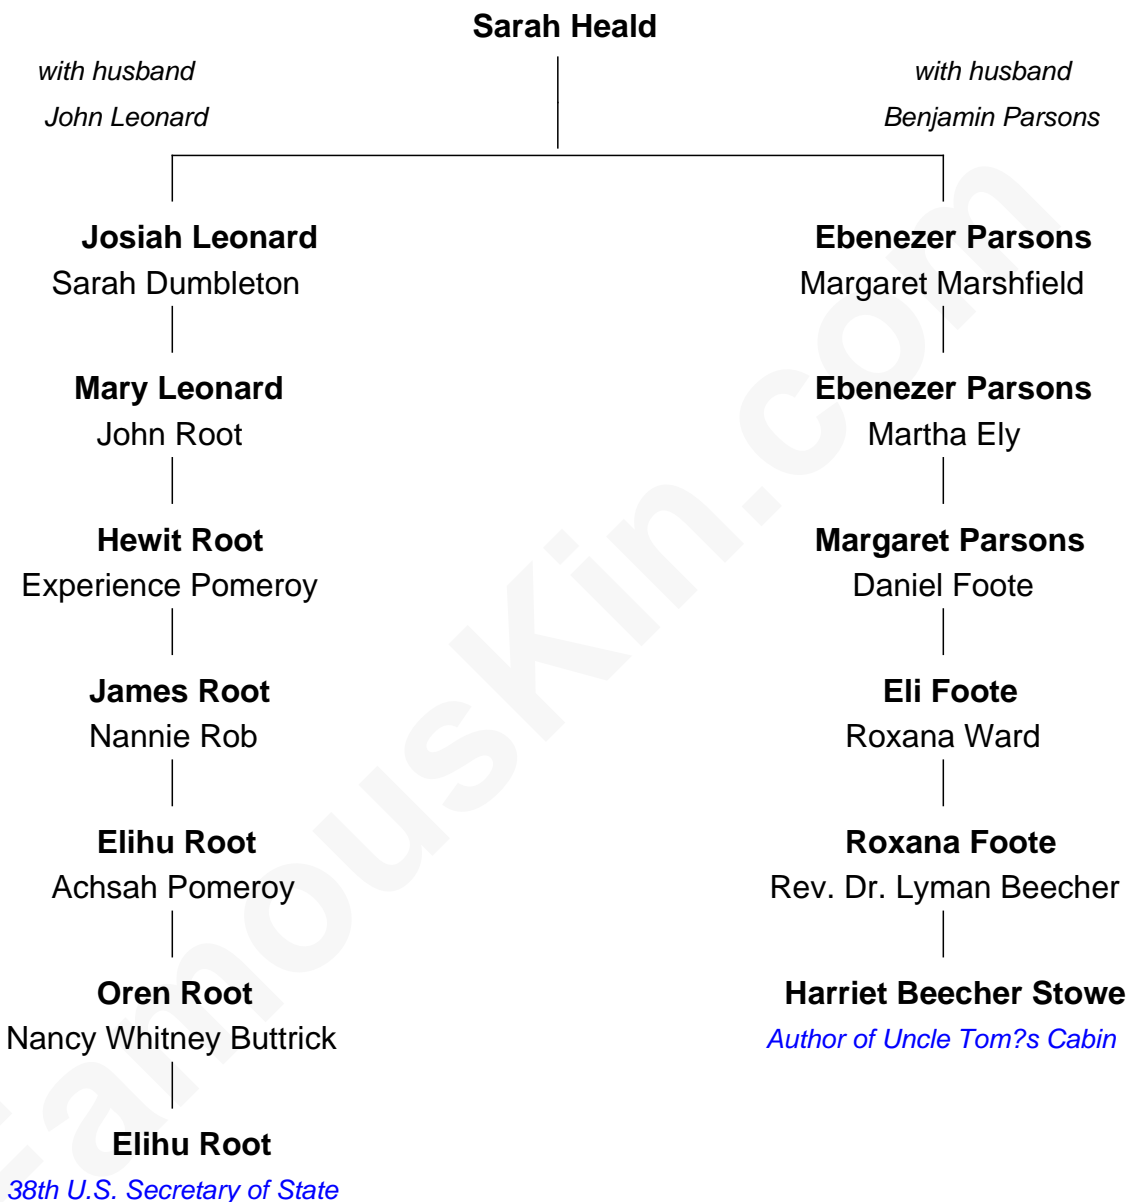 Sarah Heald
with husband
John Leonard
with husband
Benjamin Parsons
Josiah Leonard
Sarah Dumbleton
Ebenezer Parsons
Margaret Marshfield
Mary Leonard
John Root
Ebenezer Parsons
Martha Ely
Hewit Root
Experience Pomeroy
Margaret Parsons
Daniel Foote
James Root
Nannie Rob
Eli Foote
Roxana Ward
Elihu Root
Achsah Pomeroy
Roxana Foote
Rev. Dr. Lyman Beecher
Oren Root
Nancy Whitney Buttrick
Harriet Beecher Stowe
Author of Uncle Tom?s Cabin
Elihu Root
38th U.S. Secretary of State
FamousKin.com